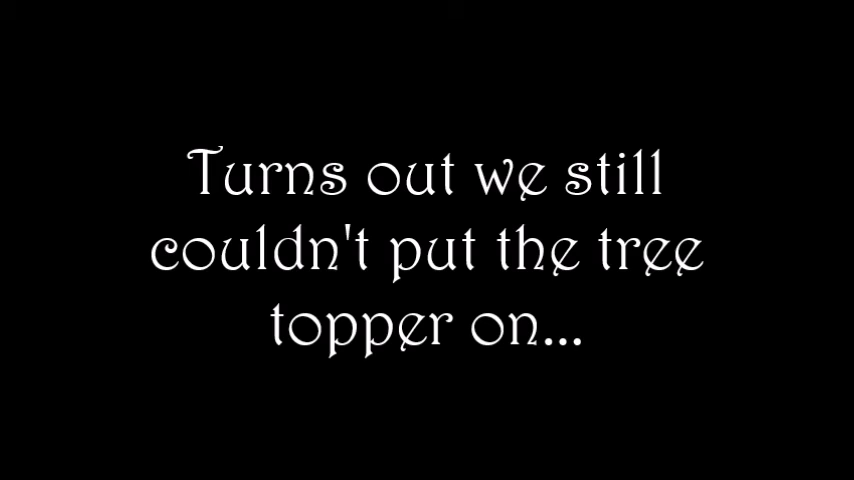 Turns out we still
couldn't put the tree
topper on...